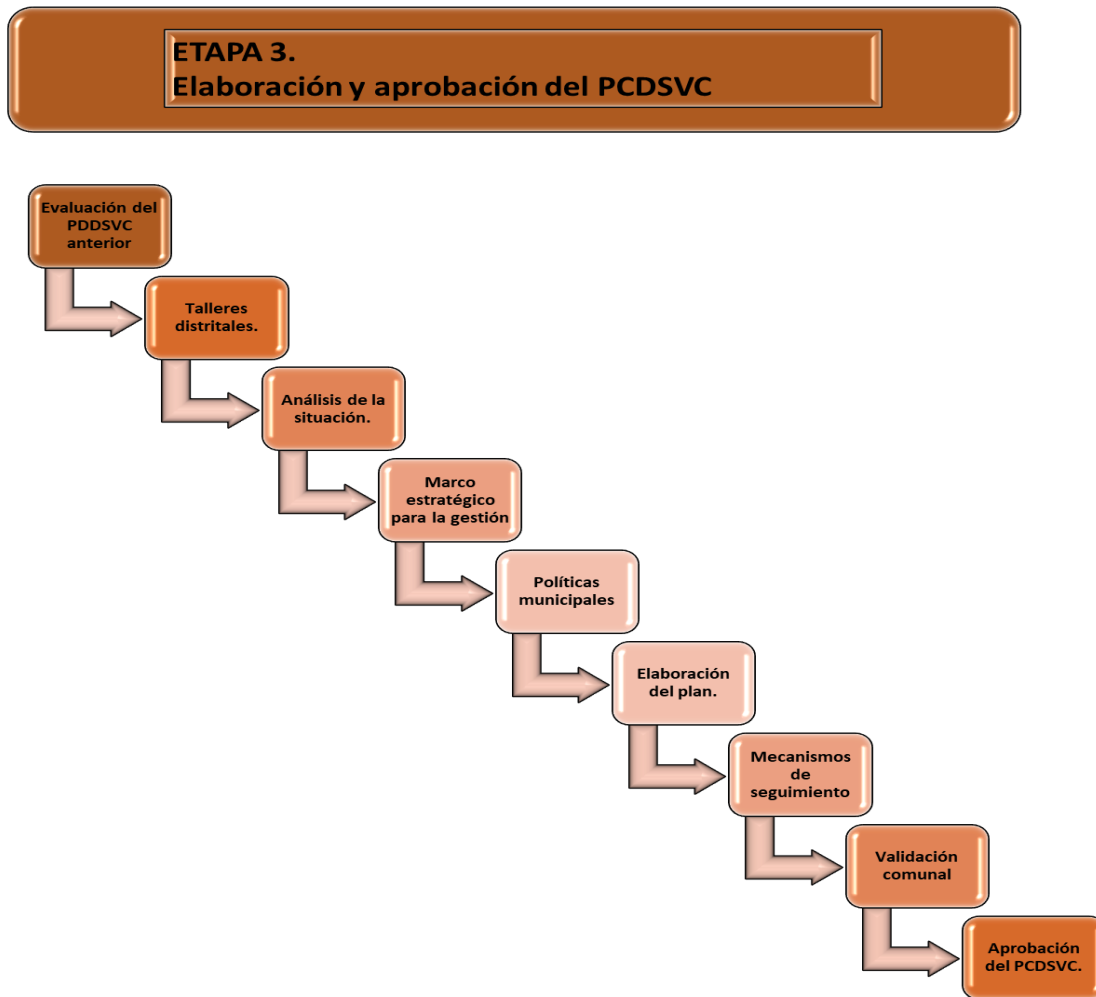 ETAPA 3.
Elaboración y aprobación del PCDSVC
Evaluación del
PDDSVC
anterior
Talleres
distritales.
Análisis de la
situación.
Marco
estratégico
para la gestión
Políticas
municipales
Elaboración
del plan.
Mecanismos
de
seguimiento
Validación
comunal
Aprobación
del PCDSVC.